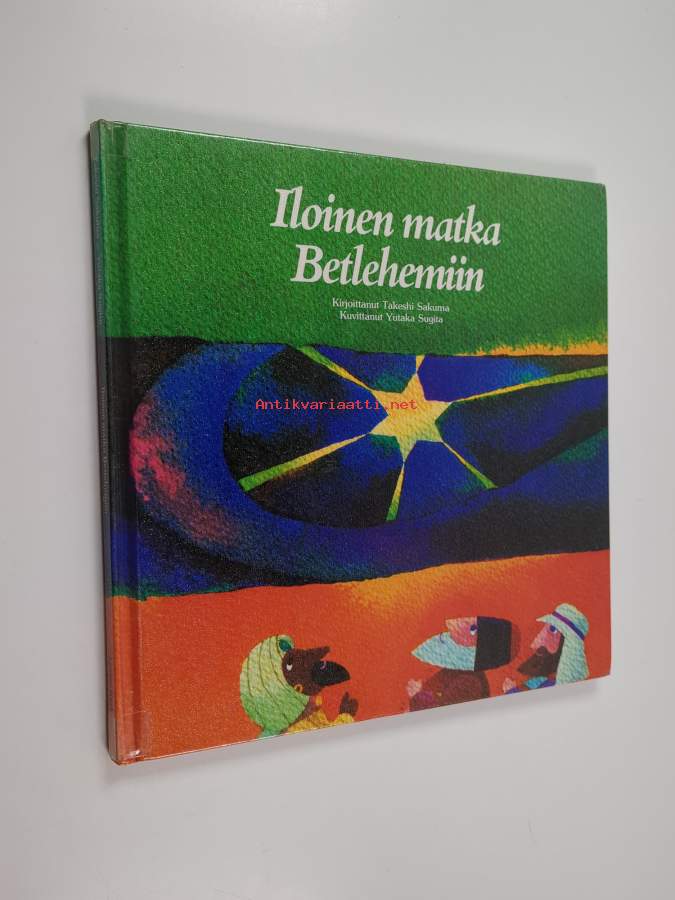 Iloinen matka
Betlehemiin
Kirjoittanut Takeshi Sakuma
Kuvittanut Yutaka Sugita
Antikvariaatti.net